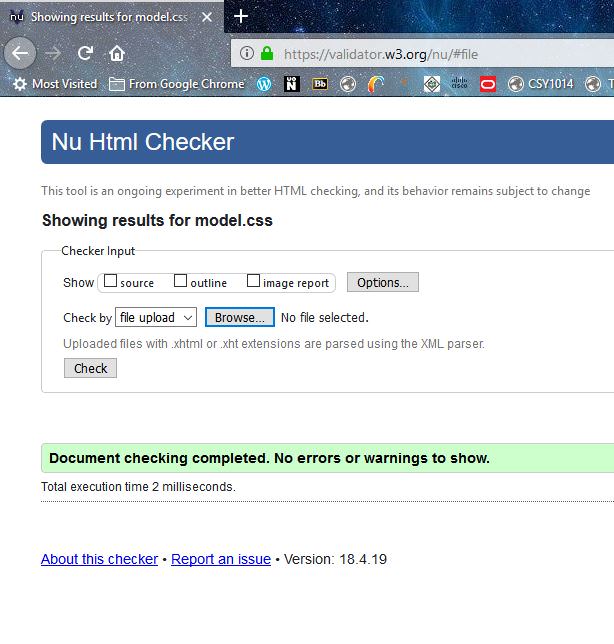 nu Showing results for model.css
https://validator.w3.org/nu/#file
Most Visited From Google Chrome Bb CSY1014 T
Nu Html Checker
This tool is an ongoing experiment in better HTML checking, and its behavior remains subject to change
Showing results for model.css
Checker Input
Show source outline image report Options...
Check by file upload Browse... No file selected.
Uploaded files with .xhtml or .xht extensions are parsed using the XML parser.
Check
Document checking completed. No errors or warnings to show.
Total execution time 2 milliseconds.
About this checker • Report an issue • Version: 18.4.19